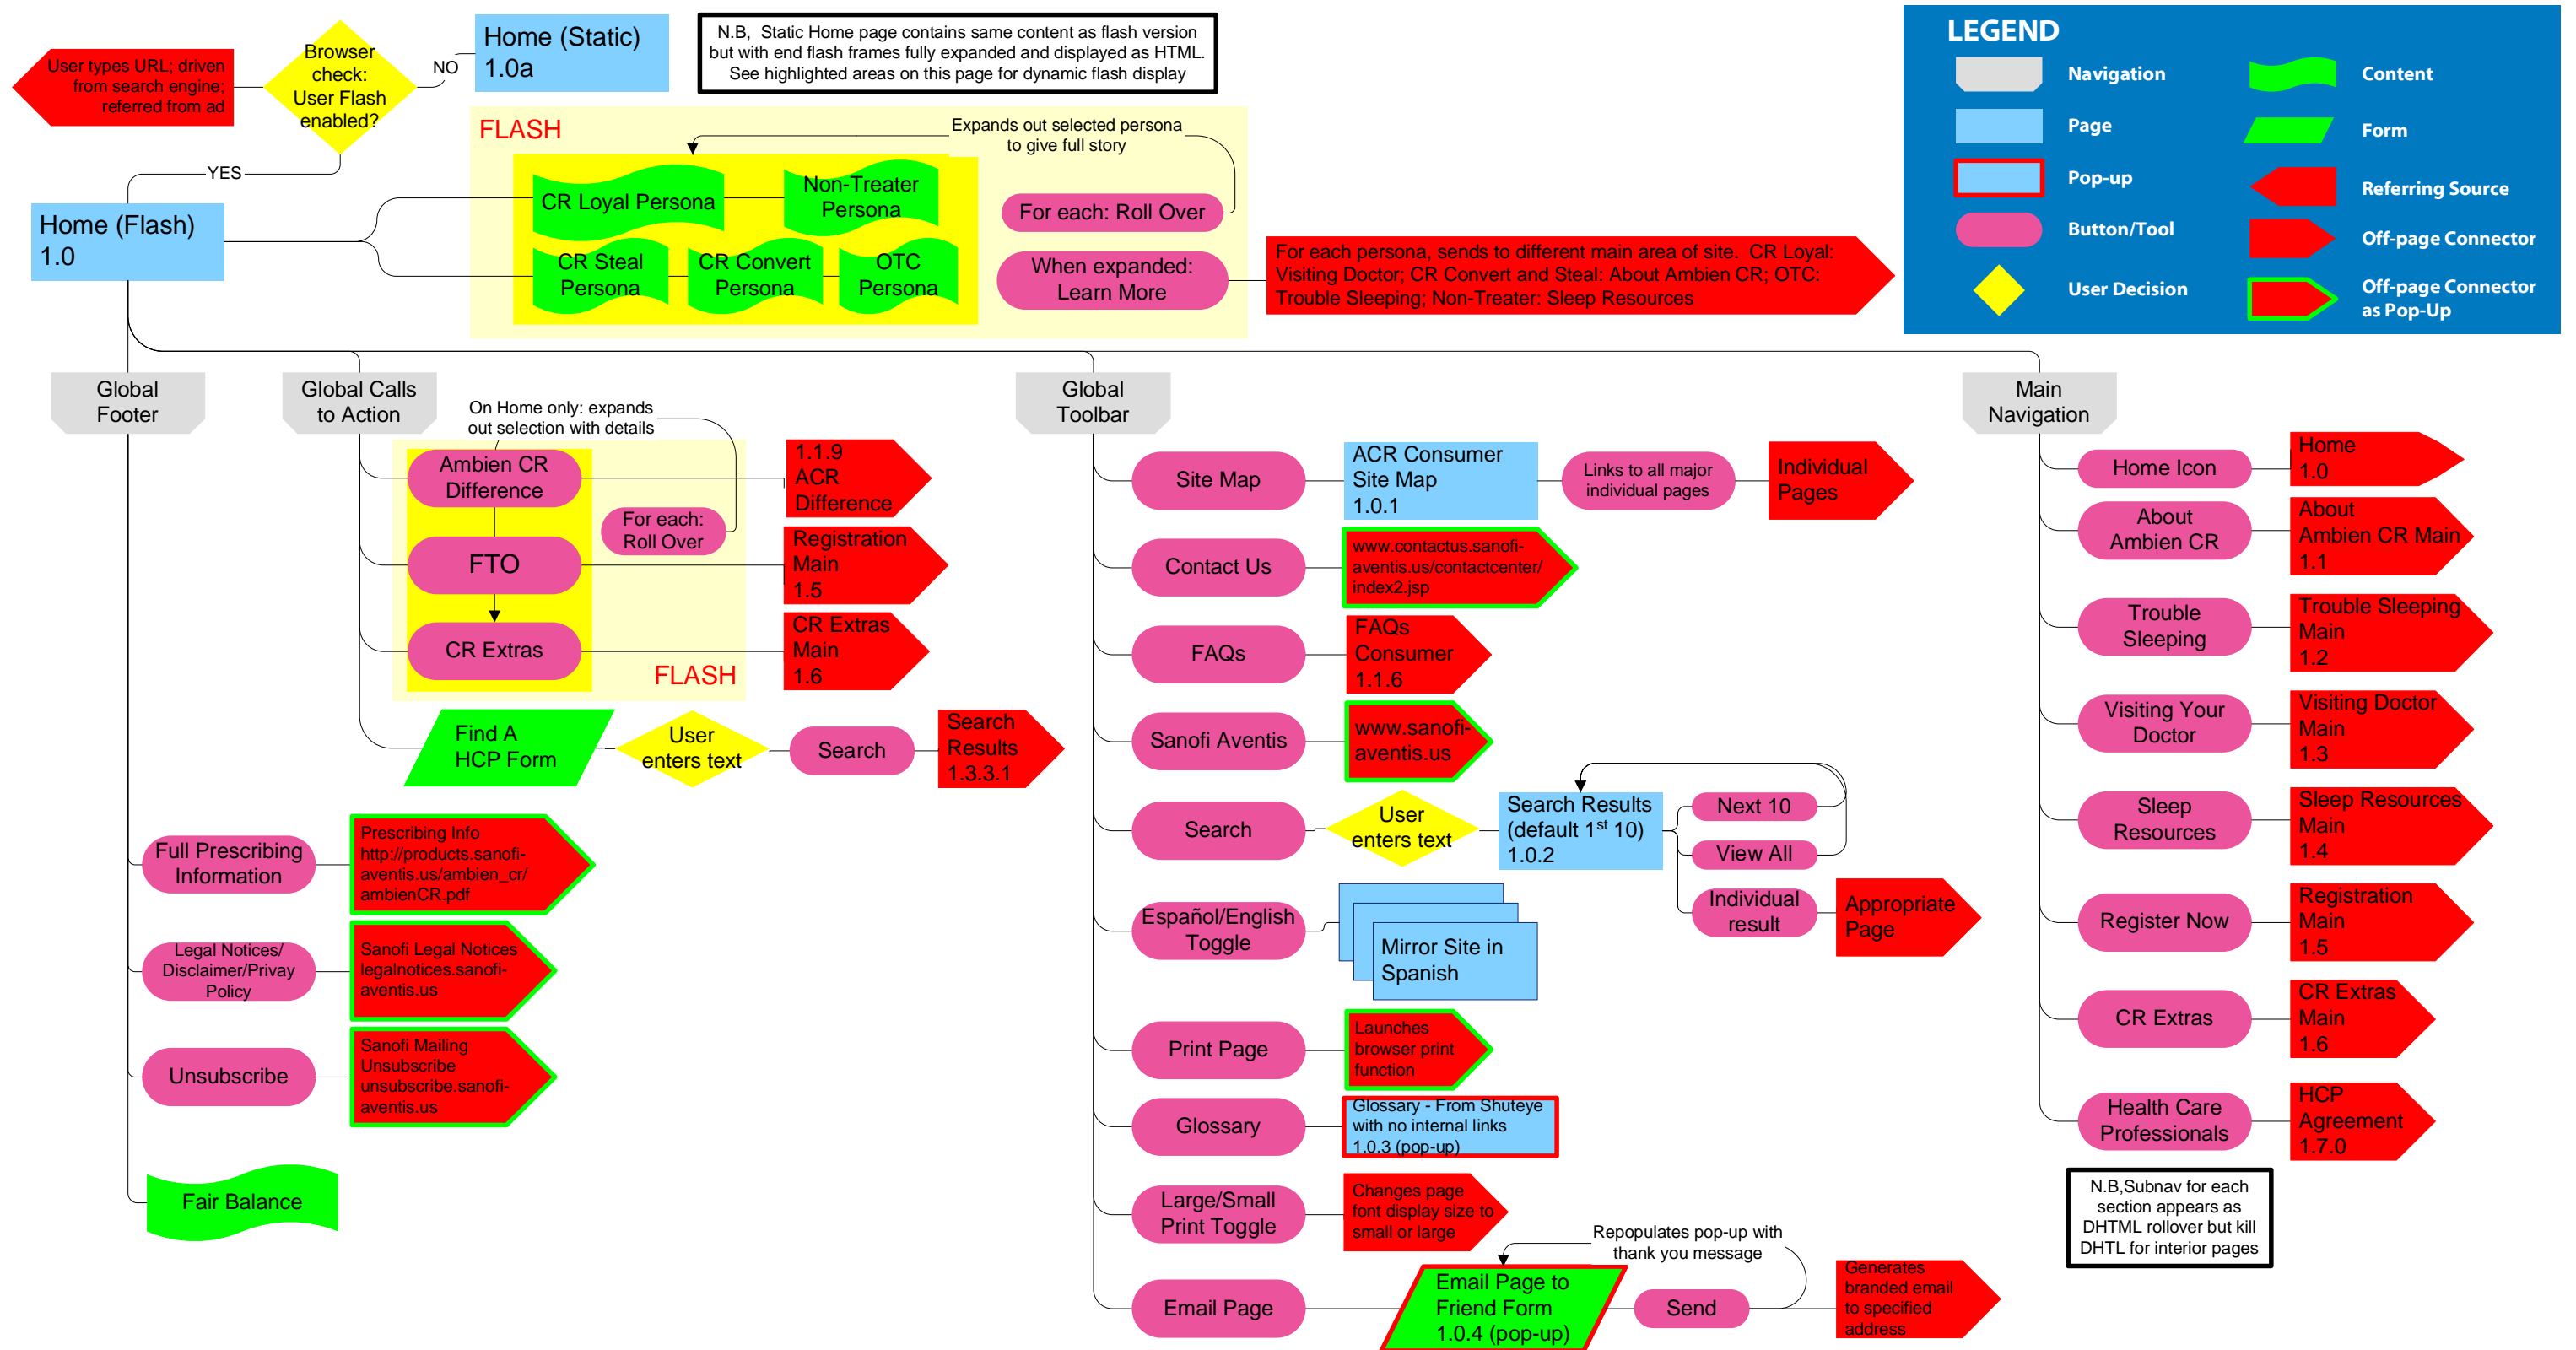 User types URL; driven
from search engine;
referred from ad
Browser
check:
User Flash
enabled?
NO
YES
Home (Static)
1.0a
N.B, Static Home page contains same content as flash version
but with end flash frames fully expanded and displayed as HTML.
See highlighted areas on this page for dynamic flash display
Home (Flash)
1.0
FLASH
Expands out selected persona
to give full story
CR Loyal Persona
Non-Treater
Persona
CR Steal
Persona
CR Convert
Persona
OTC
Persona
For each: Roll Over
When expanded:
Learn More
For each persona, sends to different main area of site. CR Loyal:
Visiting Doctor; CR Convert and Steal: About Ambien CR; OTC:
Trouble Sleeping; Non-Treater: Sleep Resources
LEGEND
Navigation
Page
Pop-up
Button/Tool
User Decision
Content
Form
Referring Source
Off-page Connector
Off-page Connector
as Pop-Up
Global
Footer
Full Prescribing
Information
Prescribing Info
http://products.sanofi-
aventis.us/ambien_cr/
ambienCR.pdf
Legal Notices/
Disclaimer/Privay
Policy
Sanofi Legal Notices
legalnotices.sanofi-
aventis.us
Unsubscribe
Sanofi Mailing
Unsubscribe
unsubscribe.sanofi-
aventis.us
Fair Balance
Global Calls
to Action
On Home only: expands
out selection with details
Ambien CR
Difference
FTO
CR Extras
For each:
Roll Over
FLASH
1.1.9
ACR
Difference
Registration
Main
1.5
CR Extras
Main
1.6
Find A
HCP Form
User
enters text
Search
Search
Results
1.3.3.1
Global
Toolbar
Site Map
ACR Consumer
Site Map
1.0.1
Links to all major
individual pages
Individual
Pages
Contact Us
www.contactus.sanofi-
aventis.us/contactcenter/
index2.jsp
FAQs
FAQs
Consumer
1.1.6
Sanofi Aventis
www.sanofi-
aventis.us
Search
User
enters text
Search Results
(default 1st 10)
1.0.2
Next 10
View All
Individual
result
Appropriate
Page
Español/English
Toggle
Mirror Site in
Spanish
Print Page
Launches
browser print
function
Glossary
Glossary - From Shuteye
with no internal links
1.0.3 (pop-up)
Large/Small
Print Toggle
Changes page
font display size to
small or large
Email Page
Email Page to
Friend Form
1.0.4 (pop-up)
Repopulates pop-up with
thank you message
Send
Generates
branded email
to specified
address
Main
Navigation
Home Icon
Home
1.0
About
Ambien CR
About
Ambien CR Main
1.1
Trouble
Sleeping
Trouble Sleeping
Main
1.2
Visiting Your
Doctor
Visiting Doctor
Main
1.3
Sleep
Resources
Sleep Resources
Main
1.4
Register Now
Registration
Main
1.5
CR Extras
CR Extras
Main
1.6
Health Care
Professionals
HCP
Agreement
1.7.0
N.B,Subnav for each
section appears as
DHTML rollover but kill
DHTL for interior pages